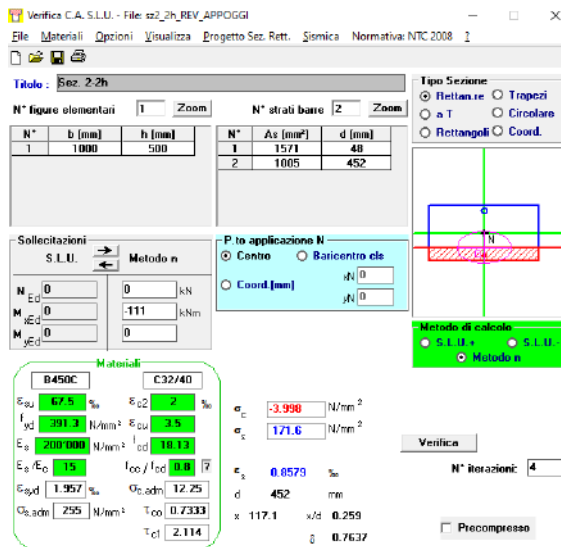 Verifica C.A. S.L.U. - File: sz2_2h_REV_APPOGGI
File Materiali Opzioni Visualizza Progetto Sez. Rett. Sismica Normativa: NTC 2008 ?
Titolo : Sez. 2-2h
N° figure elementari 1 Zoom N° strati barre 2 Zoom
N° b [mm] h [mm]
1 1000 500
N° As [mm²] d [mm]
1 1571 48
2 1005 452
Tipo Sezione
Rettan.re Trapezi
a T Circolare
Rettangoli Coord.
Sollecitazioni
S.L.U. Metodo n
N Ed 0 0 kN
M xEd 0 -111 kNm
M yEd 0 0
P.to applicazione N
Centro Baricentro cls
Coord.[mm] xN 0
yN 0
N
Metodo di calcolo
S.L.U.+ S.L.U.-
Metodo n
Materiali
B450C C32/40
εsu 67.5 ‰ εc2 2 ‰
fyd 391.3 N/mm² εcu 3.5
Es 200'000 N/mm² fcd 18.13
Es/Ec 15 fcc/fcd 0.8 ?
εsyd 1.957 ‰ σc,adm 12.25
σs,adm 255 N/mm² τco 0.7333
τc1 2.114
σc -3.998 N/mm²
σs 171.6 N/mm²
εs 0.8579 ‰
d 452 mm
x 117.1 x/d 0.259
δ 0.7637
Verifica
N° iterazioni: 4
Precompresso